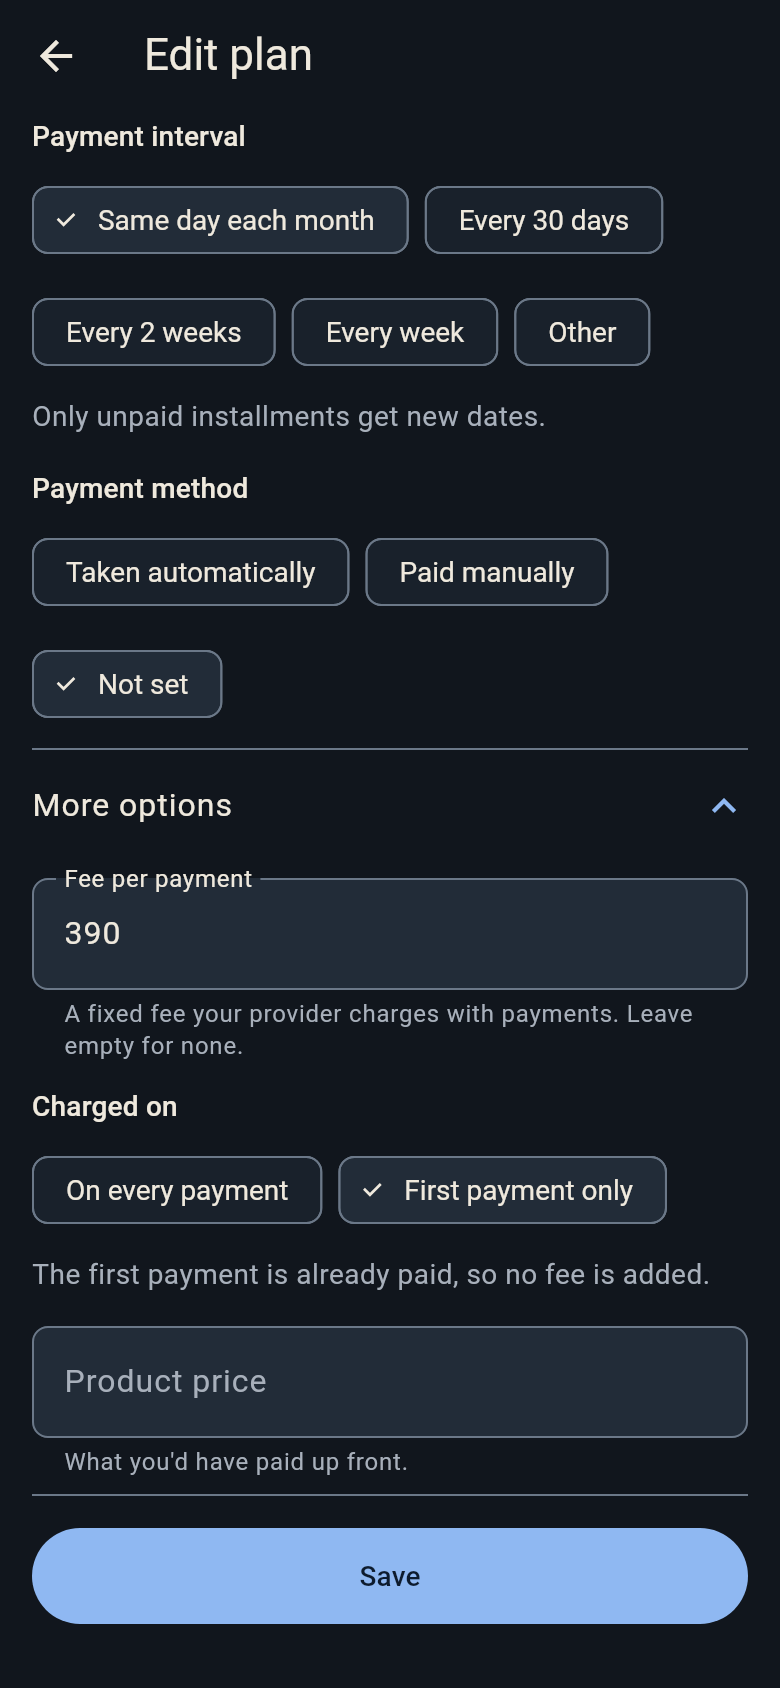 Edit plan
Payment interval
Same day each month
Every 30 days
Every 2 weeks
Every week
Other
Only unpaid installments get new dates.
Payment method
Taken automatically
Paid manually
Not set
More options
Fee per payment
390
A fixed fee your provider charges with payments. Leave
empty for none.
Charged on
On every payment
First payment only
The first payment is already paid, so no fee is added.
Product price
What you'd have paid up front.
Save